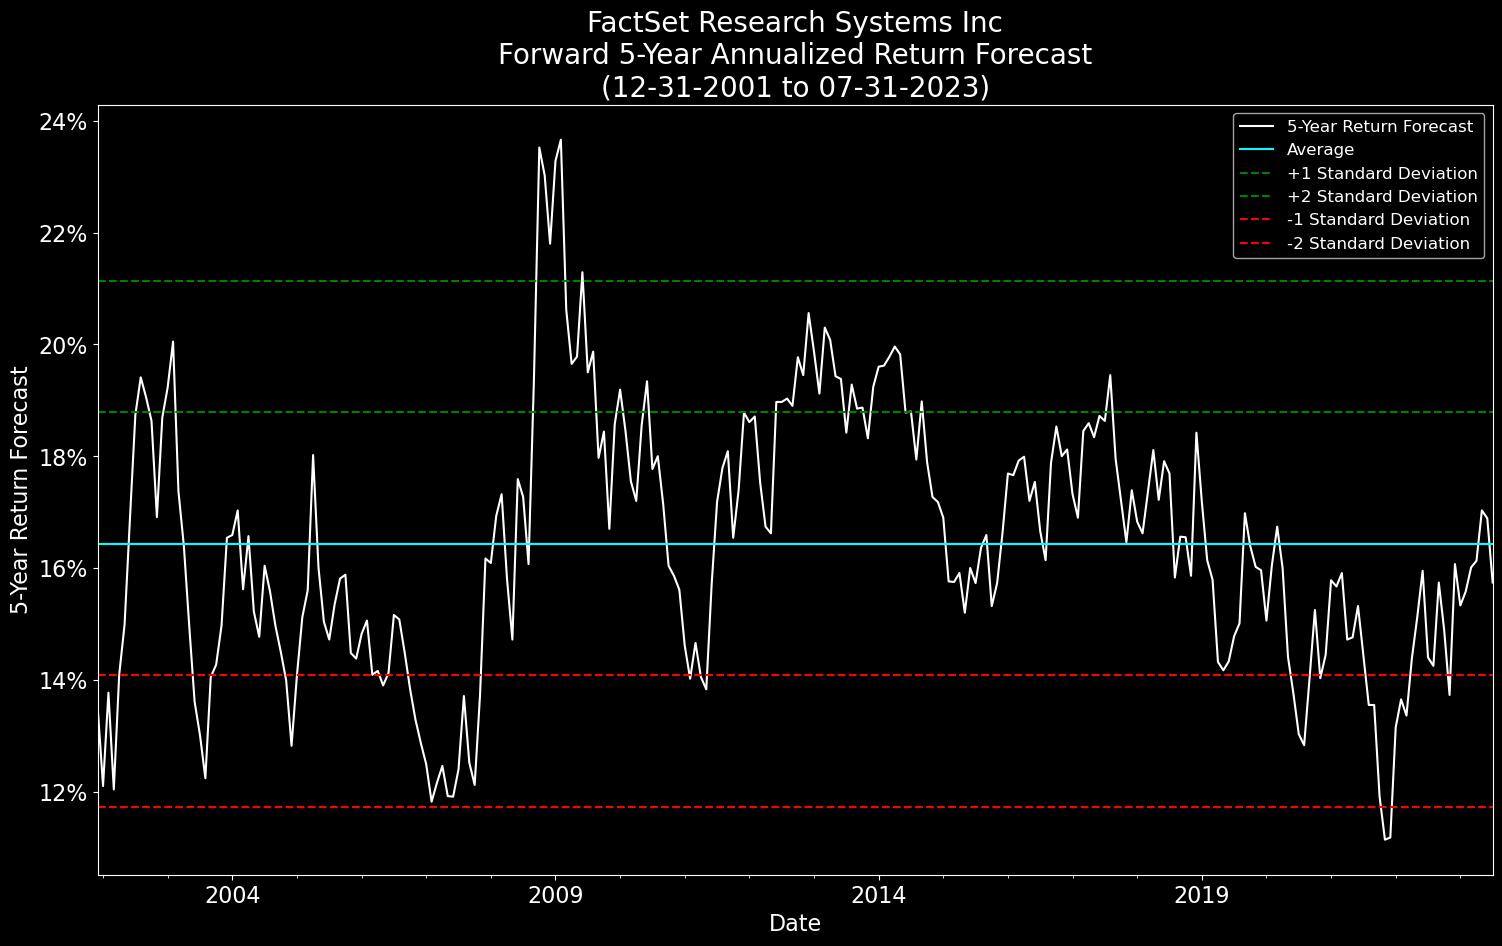 FactSet Research Systems Inc
Forward 5-Year Annualized Return Forecast
(12-31-2001 to 07-31-2023)
24%
22%
20%
18%
16%
14%
12%
5-Year Return Forecast
5-Year Return Forecast
Average
+1 Standard Deviation
+2 Standard Deviation
-1 Standard Deviation
-2 Standard Deviation
2004
2009
2014
2019
Date